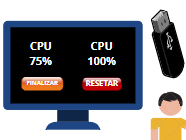 CPU
75%
FINALIZAR
CPU
100%
RESETAR